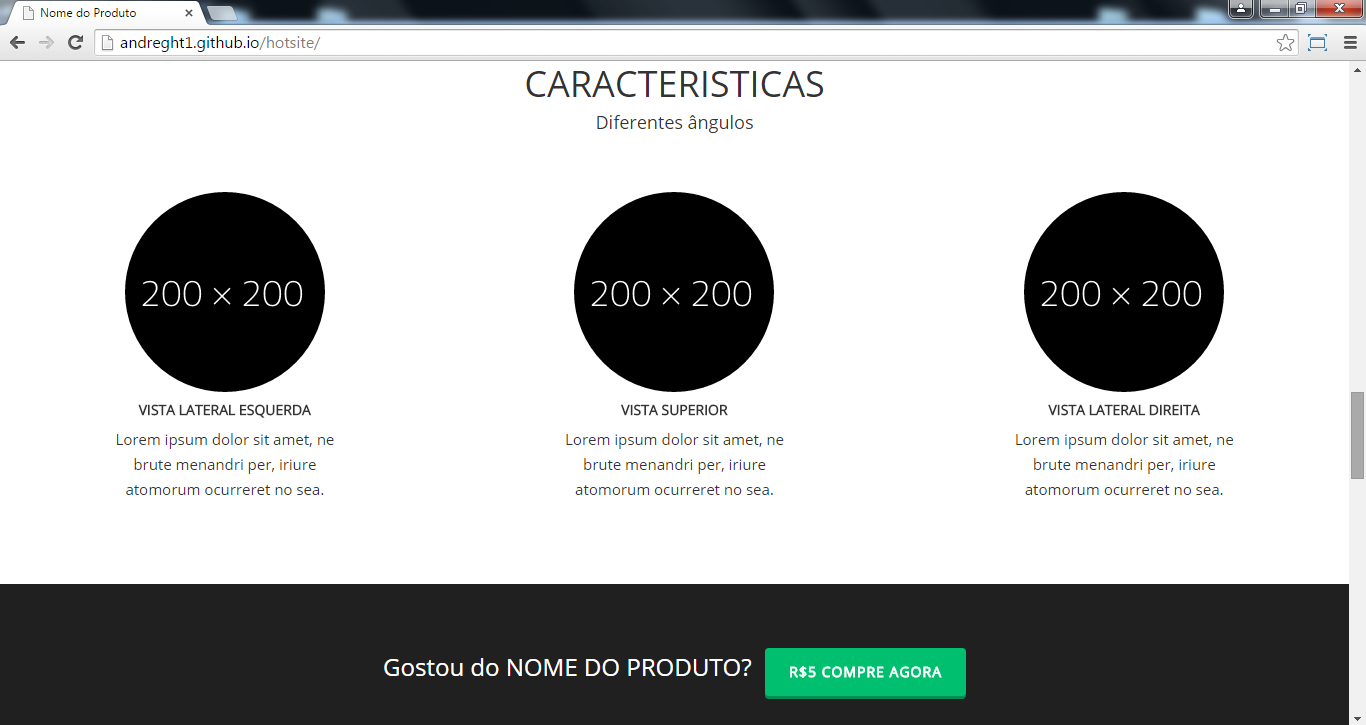 Nome do Produto
andreght1.github.io/hotsite/
CARACTERISTICAS
Diferentes ângulos
200 × 200
200 × 200
200 × 200
VISTA LATERAL ESQUERDA
Lorem ipsum dolor sit amet, ne
brute menandri per, iriure
atomorum ocurreret no sea.
VISTA SUPERIOR
Lorem ipsum dolor sit amet, ne
brute menandri per, iriure
atomorum ocurreret no sea.
VISTA LATERAL DIREITA
Lorem ipsum dolor sit amet, ne
brute menandri per, iriure
atomorum ocurreret no sea.
Gostou do NOME DO PRODUTO?
R$5 COMPRE AGORA